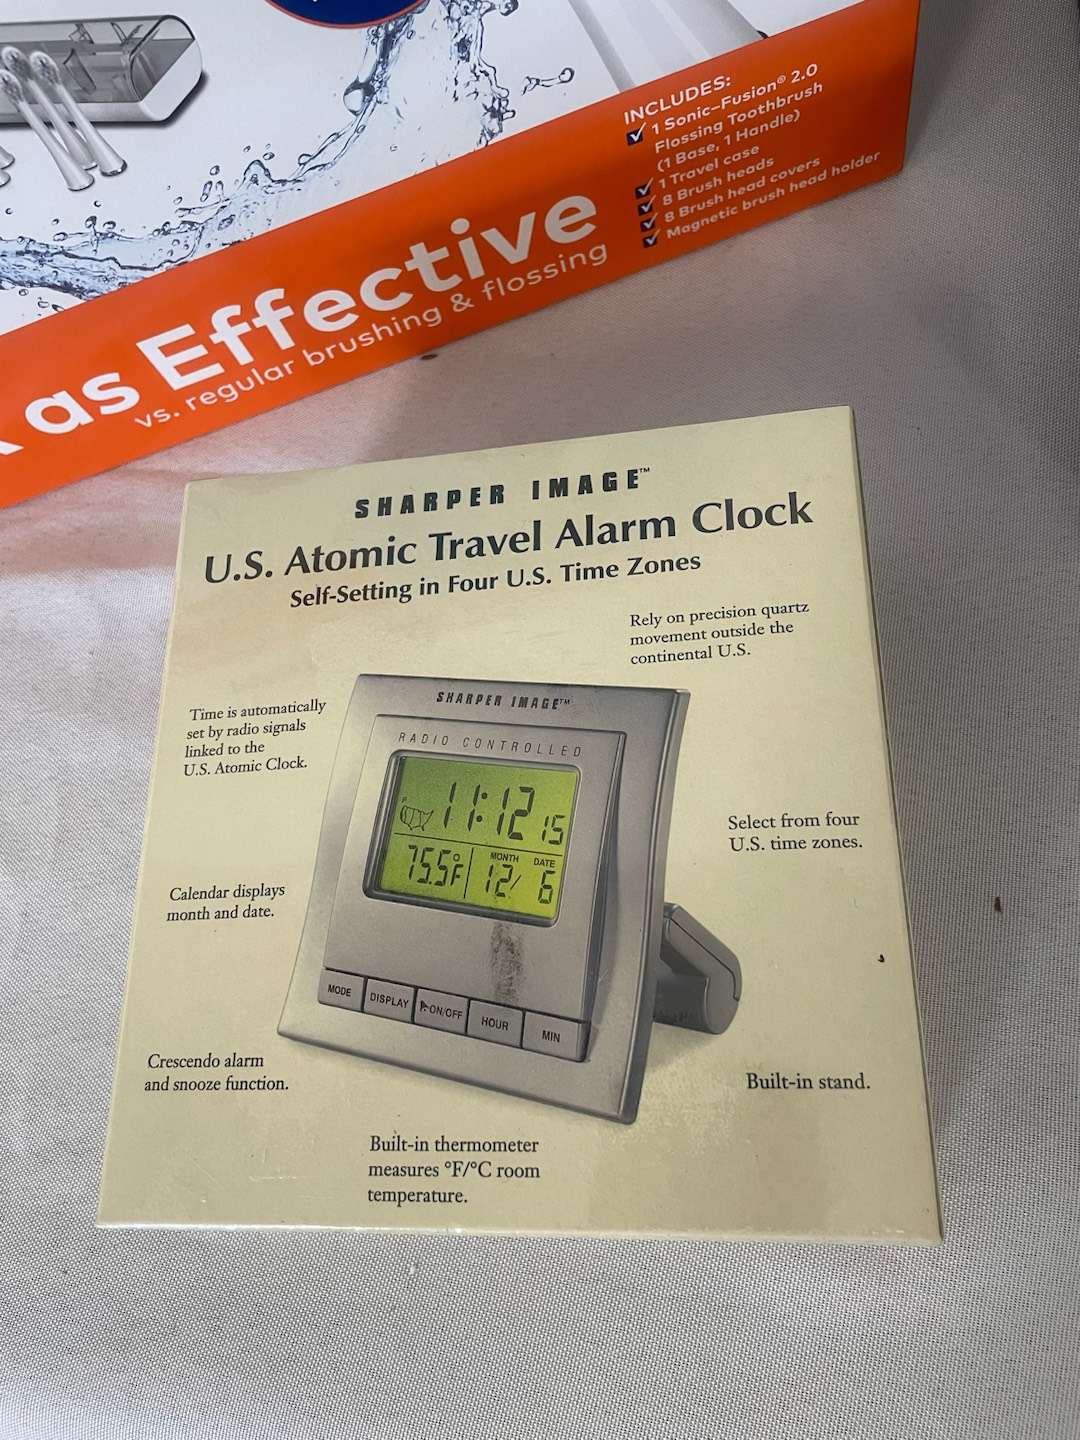 INCLUDES:
1 Sonic-Fusion® 2.0
Flossing Toothbrush
(1 Base, 1 Handle)
1 Travel case
8 Brush heads
8 Brush head covers
Magnetic brush head holder
as Effective
vs. regular brushing & flossing
SHARPER IMAGE™
U.S. Atomic Travel Alarm Clock
Self-Setting in Four U.S. Time Zones
Rely on precision quartz
movement outside the
continental U.S.
Time is automatically
set by radio signals
linked to the
U.S. Atomic Clock.
SHARPER IMAGE™
RADIO CONTROLLED
11:12 15
75.5°F
MONTH DATE
12/ 6
Select from four
U.S. time zones.
Calendar displays
month and date.
MODE DISPLAY ON/OFF HOUR MIN
Crescendo alarm
and snooze function.
Built-in stand.
Built-in thermometer
measures °F/°C room
temperature.